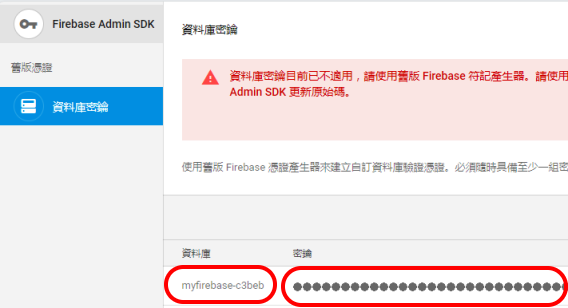 Firebase Admin SDK
舊版憑證
資料庫密鑰
資料庫密鑰
資料庫密鑰目前已不適用，請使用舊版 Firebase 符記產生器。請使用
Admin SDK 更新原始碼。
使用舊版 Firebase 憑證產生器來建立自訂資料庫驗證憑證。必須隨時具備至少一組密
資料庫
密鑰
myfirebase-c3beb
●●●●●●●●●●●●●●●●●●●●●●●●●●●●